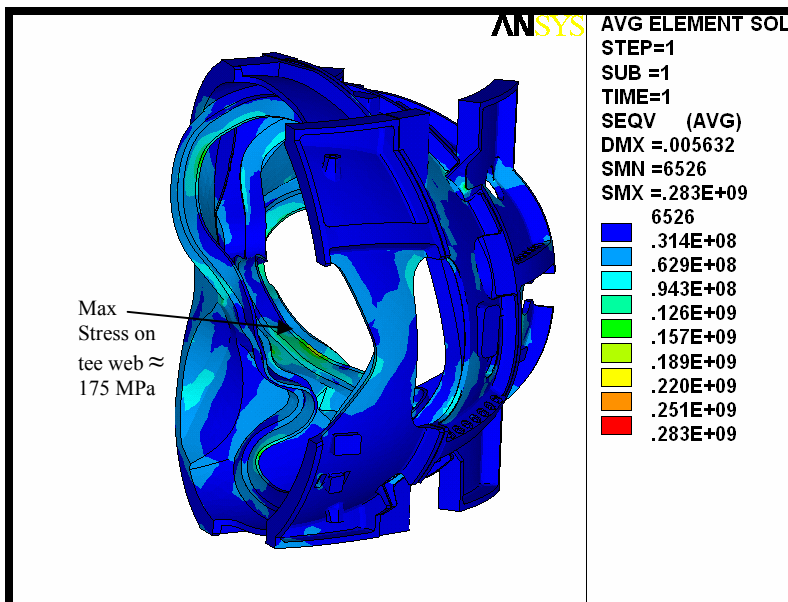 ANSYS
AVG ELEMENT SOL
STEP=1
SUB =1
TIME=1
SEQV (AVG)
DMX =.005632
SMN =6526
SMX =.283E+09
6526
.314E+08
.629E+08
.943E+08
.126E+09
.157E+09
.189E+09
.220E+09
.251E+09
.283E+09
Max
Stress on
tee web ≈
175 MPa